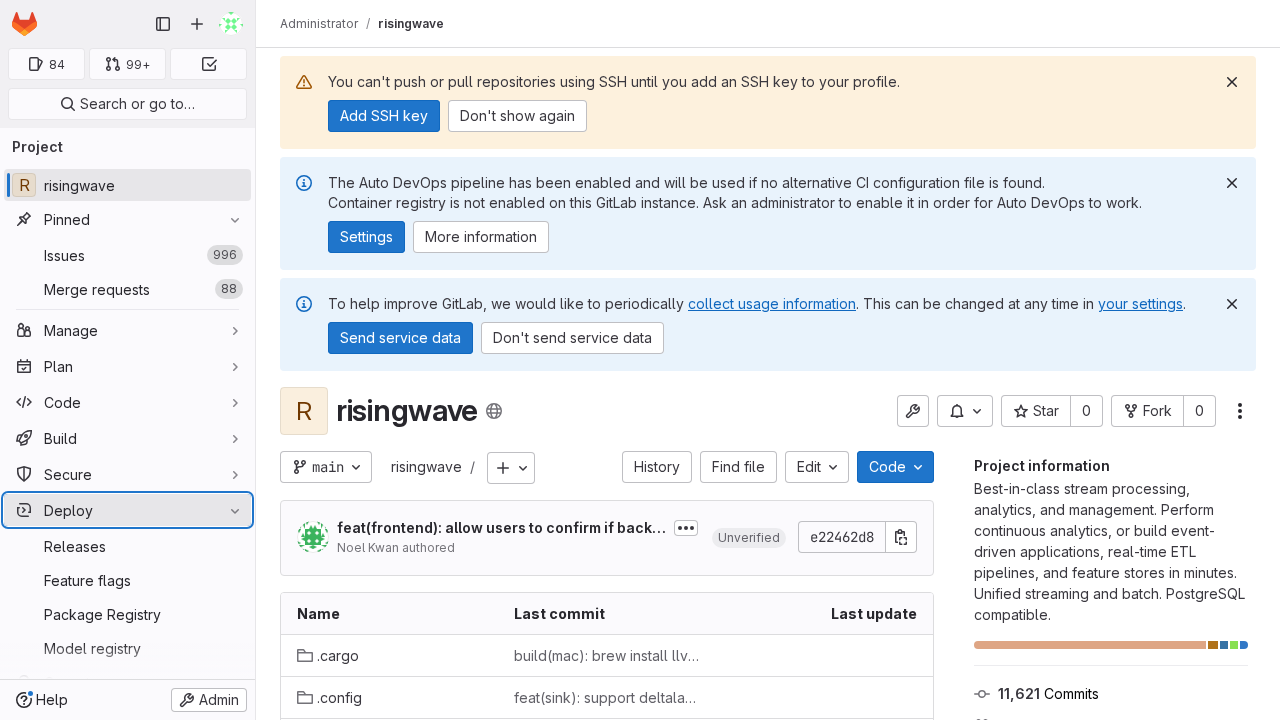 Administrator / risingwave
84
99+
Search or go to…
Project
R risingwave
Pinned
Issues 996
Merge requests 88
Manage
Plan
Code
Build
Secure
Deploy
Releases
Feature flags
Package Registry
Model registry
Help
Admin
You can't push or pull repositories using SSH until you add an SSH key to your profile.
Add SSH key
Don't show again
The Auto DevOps pipeline has been enabled and will be used if no alternative CI configuration file is found.
Container registry is not enabled on this GitLab instance. Ask an administrator to enable it in order for Auto DevOps to work.
Settings
More information
To help improve GitLab, we would like to periodically collect usage information. This can be changed at any time in your settings.
Send service data
Don't send service data
R risingwave
Star 0
Fork 0
main
risingwave /
History
Find file
Edit
Code
feat(frontend): allow users to confirm if back…
Noel Kwan authored
Unverified
e22462d8
Name Last commit Last update
.cargo build(mac): brew install llv…
.config feat(sink): support deltala…
Project information
Best-in-class stream processing,
analytics, and management. Perform
continuous analytics, or build event-
driven applications, real-time ETL
pipelines, and feature stores in minutes.
Unified streaming and batch. PostgreSQL
compatible.
11,621 Commits